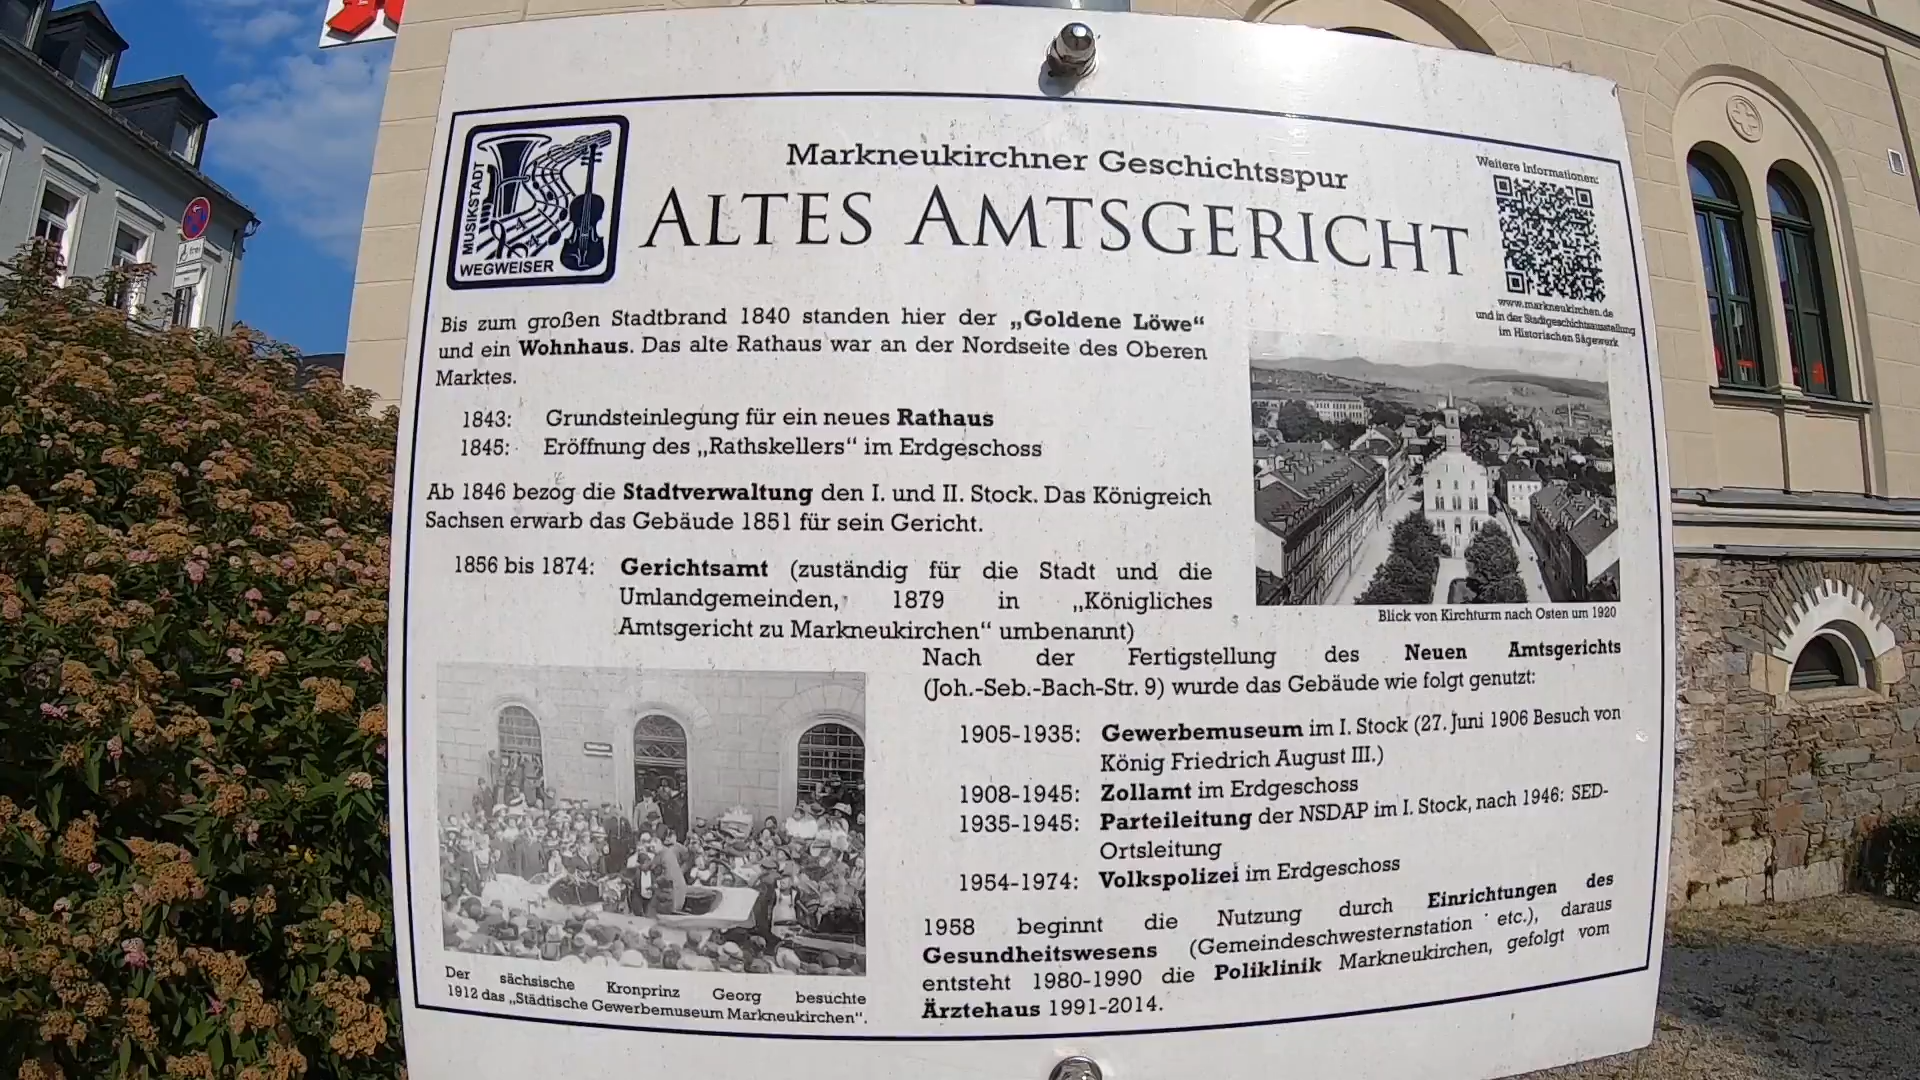 MUSIKSTADT
WEGWEISER
Markneukirchner Geschichtsspur
ALTES AMTSGERICHT
Weitere Informationen:
www.markneukirchen.de
und in der Stadtgeschichtsausstellung
im Historischen Sägewerk
frei
Bis zum großen Stadtbrand 1840 standen hier der „Goldene Löwe“
und ein Wohnhaus. Das alte Rathaus war an der Nordseite des Oberen
Marktes.
1843: Grundsteinlegung für ein neues Rathaus
1845: Eröffnung des „Rathskellers“ im Erdgeschoss
Ab 1846 bezog die Stadtverwaltung den I. und II. Stock. Das Königreich
Sachsen erwarb das Gebäude 1851 für sein Gericht.
1856 bis 1874: Gerichtsamt (zuständig für die Stadt und die
Umlandgemeinden, 1879 in „Königliches
Amtsgericht zu Markneukirchen“ umbenannt)
Blick von Kirchturm nach Osten um 1920
Nach der Fertigstellung des Neuen Amtsgerichts
(Joh.-Seb.-Bach-Str. 9) wurde das Gebäude wie folgt genutzt:
1905-1935: Gewerbemuseum im I. Stock (27. Juni 1906 Besuch von
König Friedrich August III.)
1908-1945: Zollamt im Erdgeschoss
1935-1945: Parteileitung der NSDAP im I. Stock, nach 1946: SED-
Ortsleitung
1954-1974: Volkspolizei im Erdgeschoss
1958 beginnt die Nutzung durch Einrichtungen des
Gesundheitswesens (Gemeindeschwesternstation etc.), daraus
entsteht 1980-1990 die Poliklinik Markneukirchen, gefolgt vom
Ärztehaus 1991-2014.
Der sächsische Kronprinz Georg besuchte
1912 das „Städtische Gewerbemuseum Markneukirchen“.